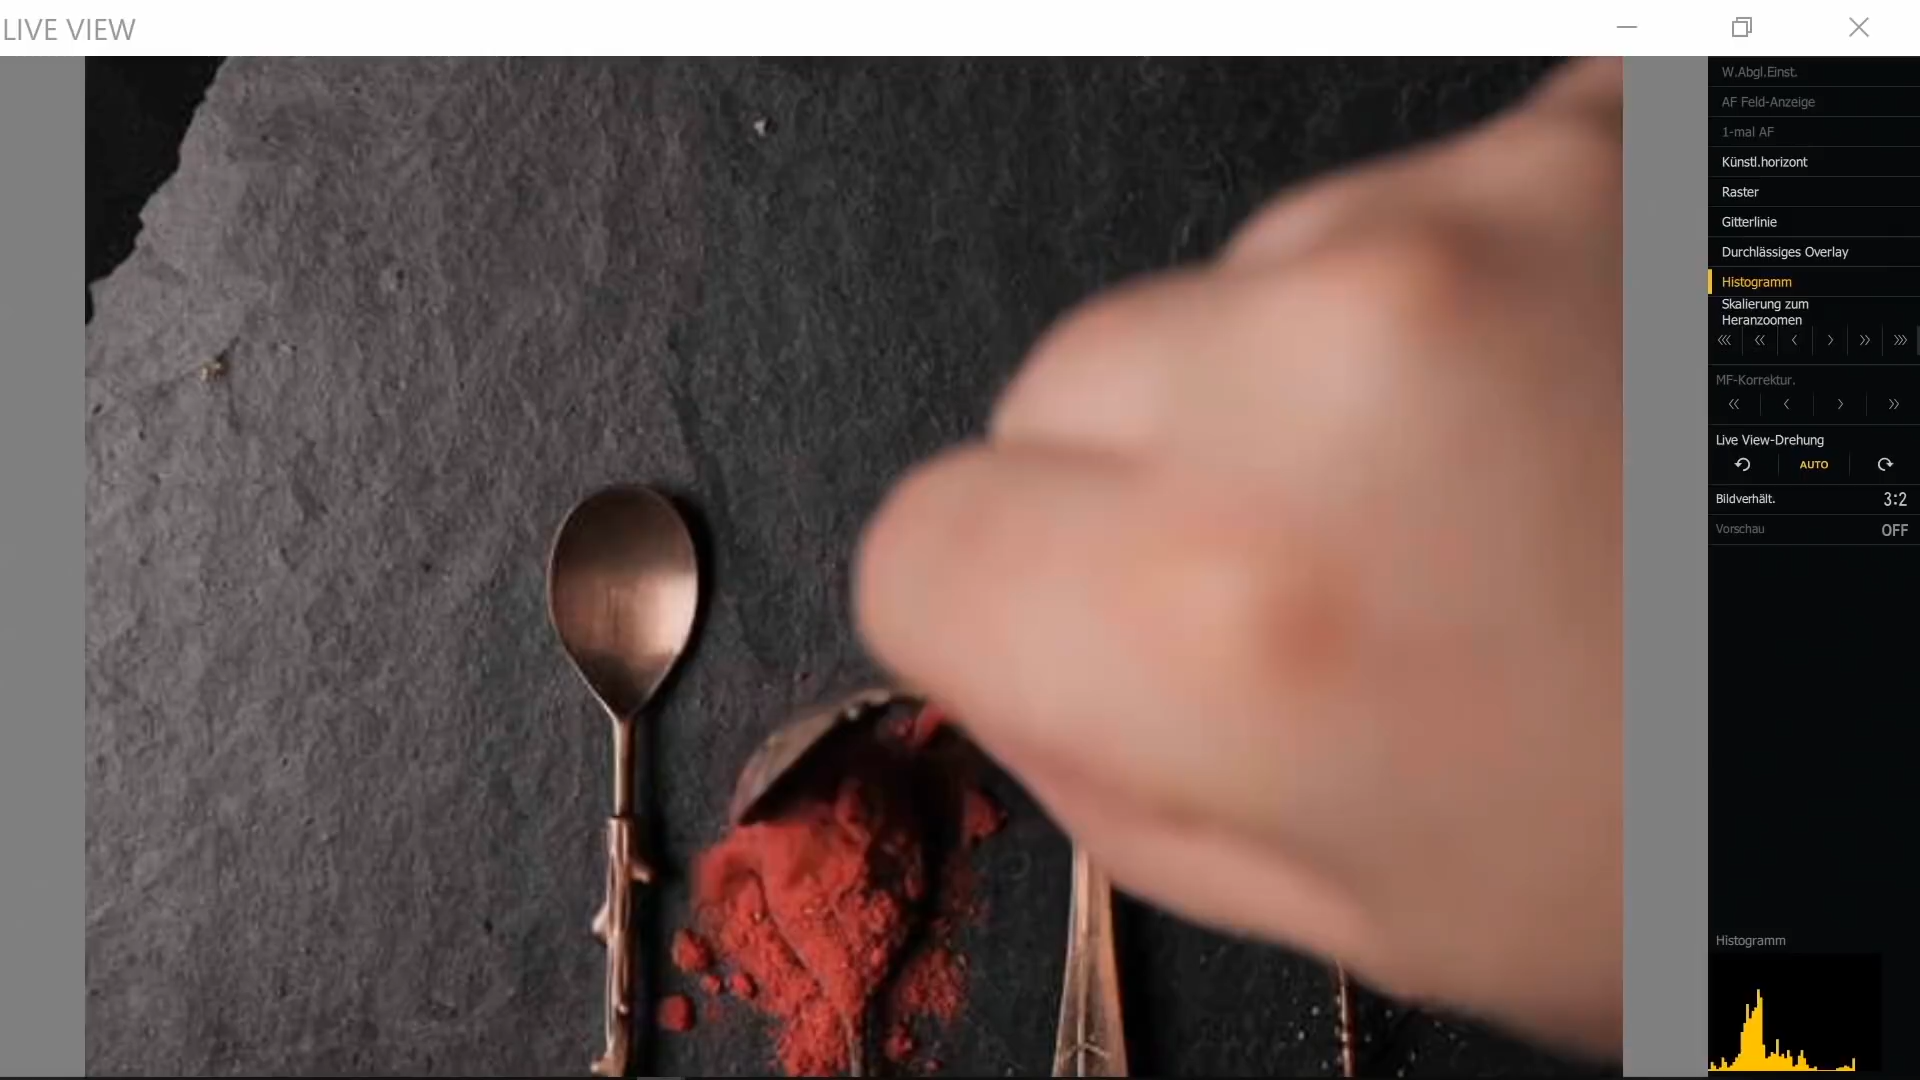 LIVE VIEW
W.Abgl.Einst.
AF Feld-Anzeige
1-mal AF
Künstl.horizont
Raster
Gitterlinie
Durchlässiges Overlay
Histogramm
Skalierung zum
Heranzoomen
MF-Korrektur.
Live View-Drehung
AUTO
Bildverhält. 3:2
Vorschau OFF
Histogramm